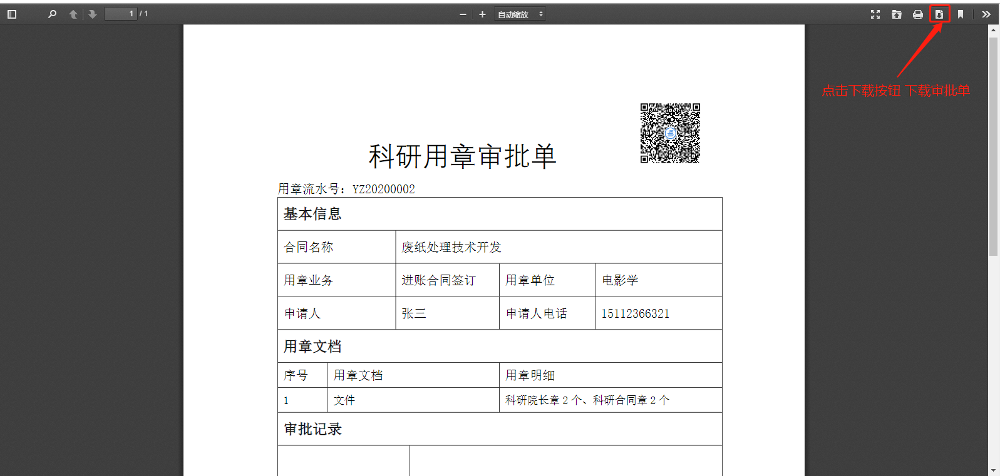 1 / 1
自动缩放
点击下载按钮 下载审批单
科研用章审批单
用章流水号：YZ20200002
基本信息
合同名称 废纸处理技术开发
用章业务 进账合同签订 用章单位 电影学
申请人 张三 申请人电话 15112366321
用章文档
序号 用章文档 用章明细
1 文件 科研院长章2个、科研合同章2个
审批记录